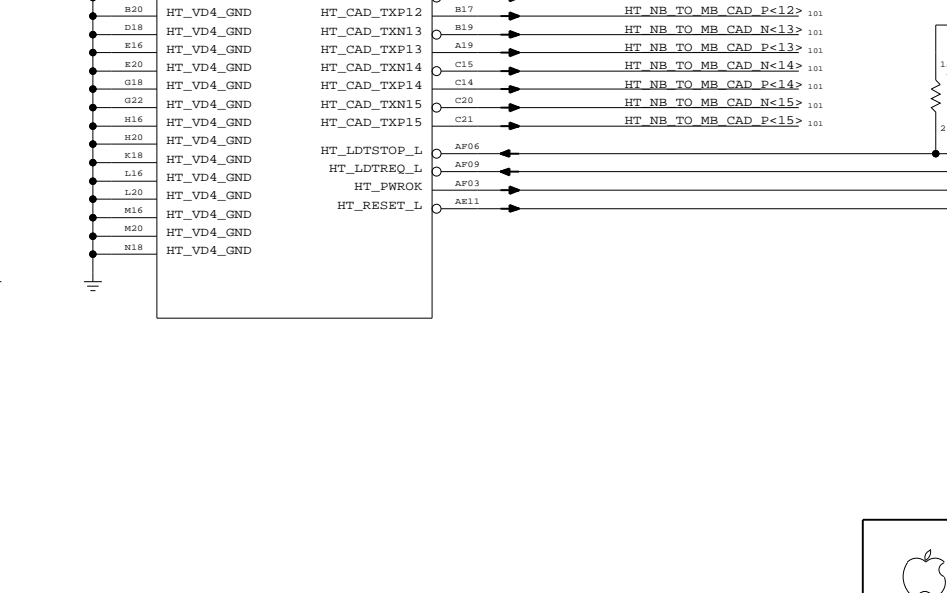 B20 HT_VD4_GND HT_CAD_TXP12 B17 HT_NB_TO_MB_CAD_P<12> 101
D18 HT_VD4_GND HT_CAD_TXN13 B19 HT_NB_TO_MB_CAD_N<13> 101
E16 HT_VD4_GND HT_CAD_TXP13 A19 HT_NB_TO_MB_CAD_P<13> 101
E20 HT_VD4_GND HT_CAD_TXN14 C15 HT_NB_TO_MB_CAD_N<14> 101
G18 HT_VD4_GND HT_CAD_TXP14 C14 HT_NB_TO_MB_CAD_P<14> 101
G22 HT_VD4_GND HT_CAD_TXN15 C20 HT_NB_TO_MB_CAD_N<15> 101
H16 HT_VD4_GND HT_CAD_TXP15 C21 HT_NB_TO_MB_CAD_P<15> 101
H20 HT_VD4_GND HT_LDTSTOP_L AF06
K18 HT_VD4_GND HT_LDTREQ_L AF09
L16 HT_VD4_GND HT_PWROK AF03
L20 HT_VD4_GND HT_RESET_L AE11
M16 HT_VD4_GND
M20 HT_VD4_GND
N18 HT_VD4_GND
1
2